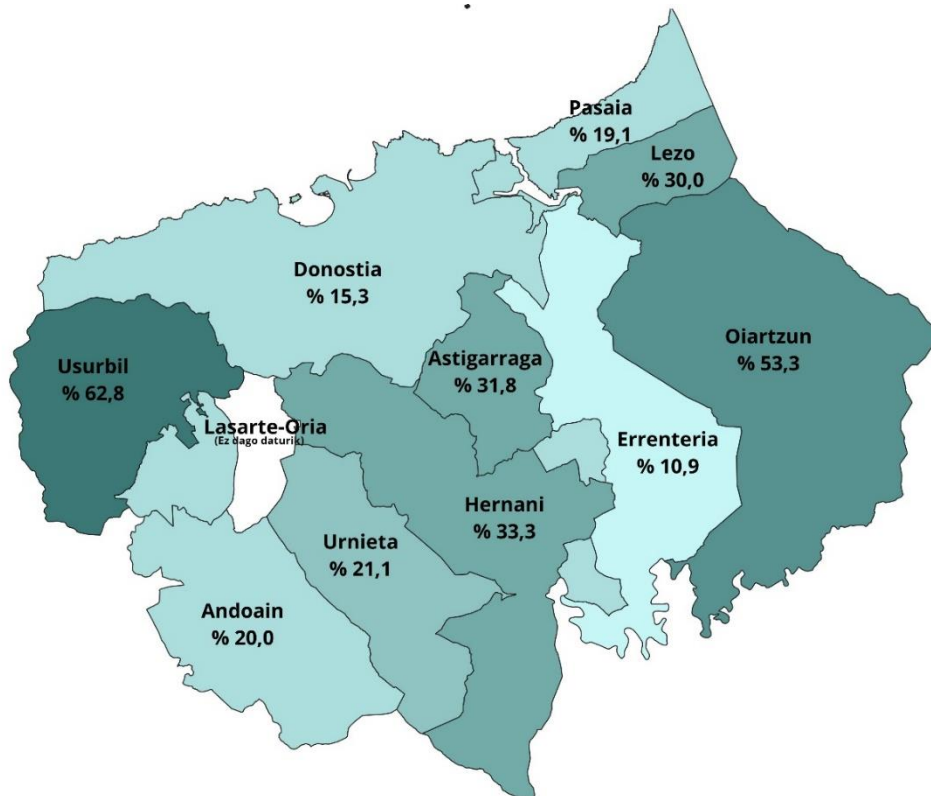 Pasaia
% 19,1
Lezo
% 30,0
Donostia
% 15,3
Oiartzun
% 53,3
Usurbil
% 62,8
Astigarraga
% 31,8
Lasarte-Oria
(Ez dago daturik)
Errenteria
% 10,9
Hernani
% 33,3
Urnieta
% 21,1
Andoain
% 20,0